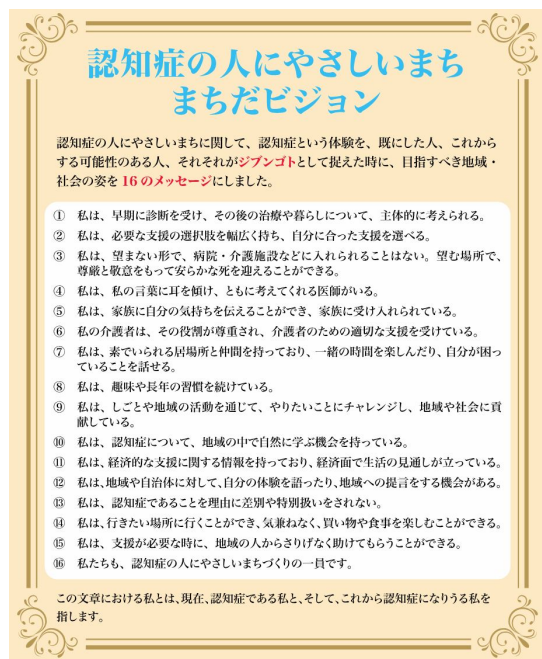 認知症の人にやさしいまち
まちだビジョン
認知症の人にやさしいまちに関して、認知症という体験を、既にした人、これから
する可能性のある人、それぞれがジブンゴトとして捉えた時に、目指すべき地域・
社会の姿を 16 のメッセージにしました。
① 私は、早期に診断を受け、その後の治療や暮らしについて、主体的に考えられる。
② 私は、必要な支援の選択肢を幅広く持ち、自分に合った支援を選べる。
③ 私は、望まない形で、病院・介護施設などに入れられることはない。望む場所で、
尊厳と敬意をもって安らかな死を迎えることができる。
④ 私は、私の言葉に耳を傾け、ともに考えてくれる医師がいる。
⑤ 私は、家族に自分の気持ちを伝えることができ、家族に受け入れられている。
⑥ 私の介護者は、その役割が尊重され、介護者のための適切な支援を受けている。
⑦ 私は、素でいられる居場所と仲間を持っており、一緒の時間を楽しんだり、自分が困っ
ていることを話せる。
⑧ 私は、趣味や長年の習慣を続けている。
⑨ 私は、しごとや地域の活動を通じて、やりたいことにチャレンジし、地域や社会に貢
献している。
⑩ 私は、認知症について、地域の中で自然に学ぶ機会を持っている。
⑪ 私は、経済的な支援に関する情報を持っており、経済面で生活の見通しが立っている。
⑫ 私は、地域や自治体に対して、自分の体験を語ったり、地域への提言をする機会がある。
⑬ 私は、認知症であることを理由に差別や特別扱いをされない。
⑭ 私は、行きたい場所に行くことができ、気兼ねなく、買い物や食事を楽しむことができる。
⑮ 私は、支援が必要な時に、地域の人からさりげなく助けてもらうことができる。
⑯ 私たちも、認知症の人にやさしいまちづくりの一員です。
この文章における私とは、現在、認知症である私と、そして、これから認知症になりうる私を
指します。